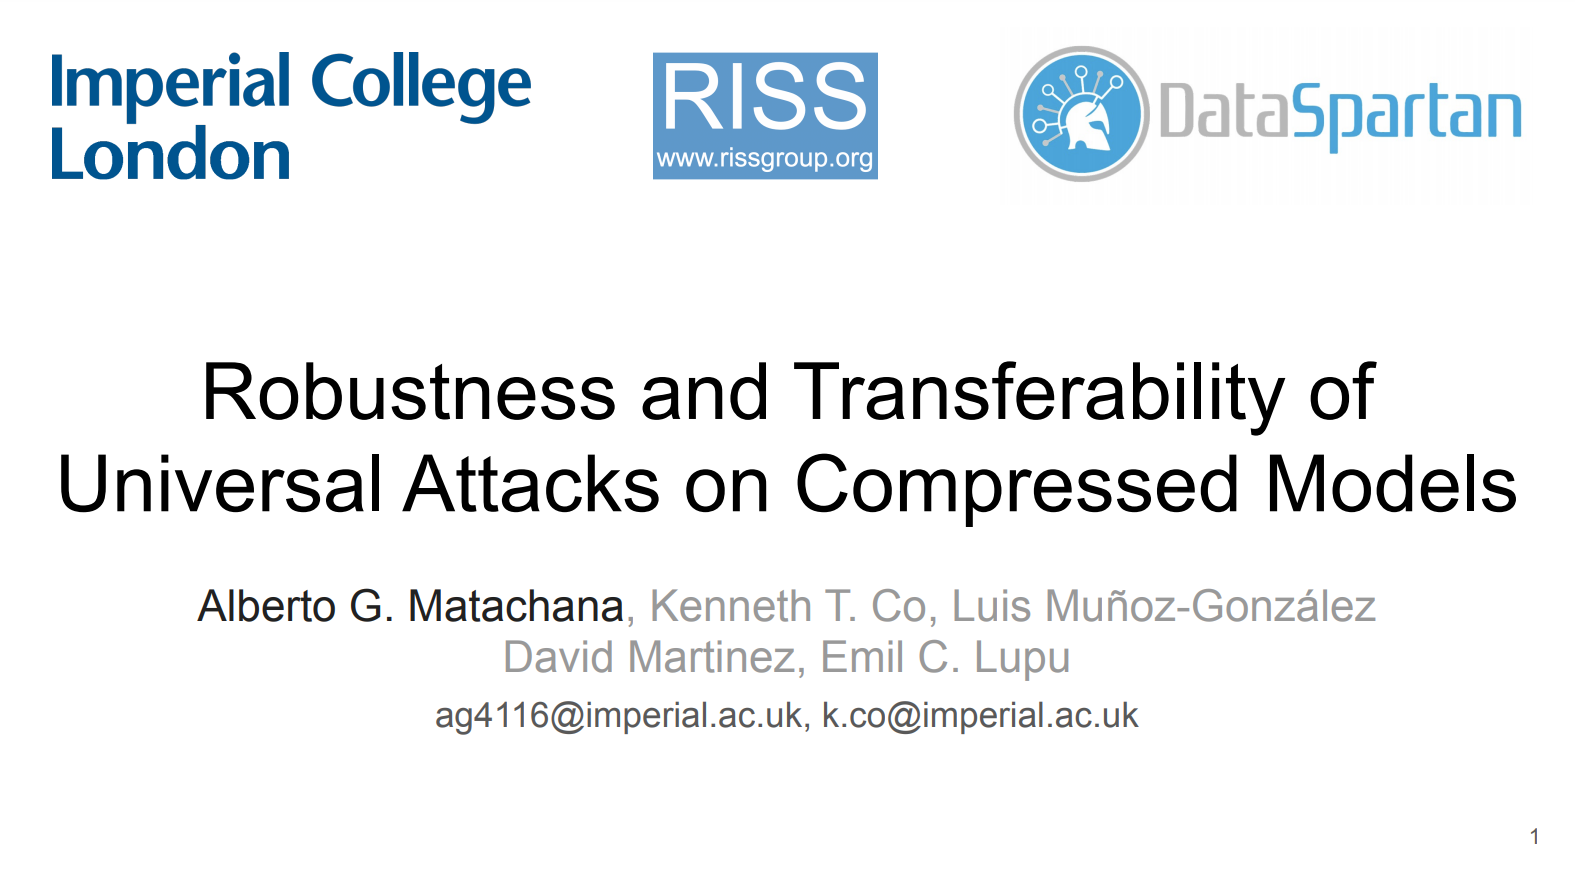 Imperial College
London
RISS
www.rissgroup.org
DataSpartan
Robustness and Transferability of
Universal Attacks on Compressed Models
Alberto G. Matachana, Kenneth T. Co, Luis Muñoz-González
David Martinez, Emil C. Lupu
ag4116@imperial.ac.uk, k.co@imperial.ac.uk
1